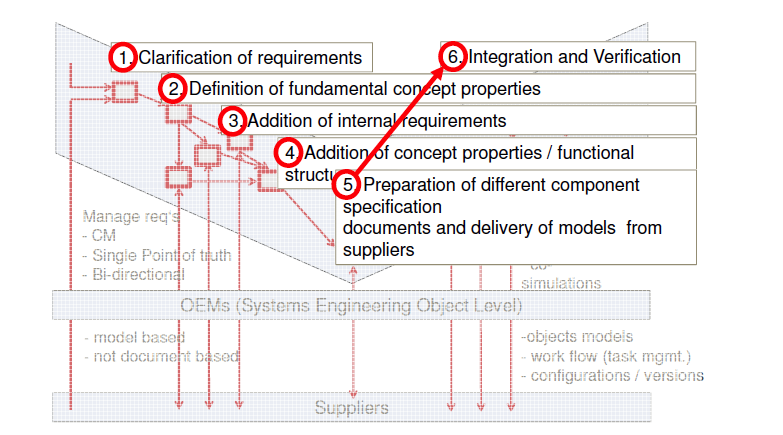 1. Clarification of requirements
6. Integration and Verification
2. Definition of fundamental concept properties
3. Addition of internal requirements
4. Addition of concept properties / functional
5 Preparation of different component
specification
documents and delivery of models from
suppliers
Manage req's
- CM
- Single Point of truth
- Bi-directional
simulations
OEMs (Systems Engineering Object Level)
- model based
- not document based
-objects models
- work flow (task mgmt.)
- configurations / versions
Suppliers